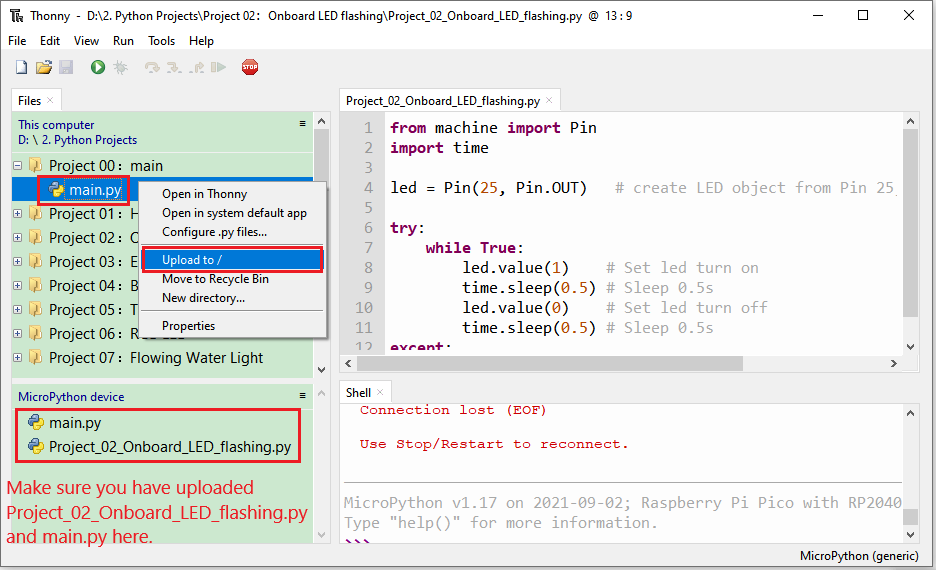 Thonny - D:\2. Python Projects\Project 02：Onboard LED flashing\Project_02_Onboard_LED_flashing.py @ 13 : 9
File Edit View Run Tools Help
STOP
Files
This computer
D: \ 2. Python Projects
Project 00：main
main.py
Project 01：H
Project 02：O
Project 03：E
Project 04：B
Project 05：T
Project 06：
Project 07：Flowing Water Light
Open in Thonny
Open in system default app
Configure .py files...
Upload to /
Move to Recycle Bin
New directory...
Properties
MicroPython device
main.py
Project_02_Onboard_LED_flashing.py
Make sure you have uploaded
Project_02_Onboard_LED_flashing.py
and main.py here.
Project_02_Onboard_LED_flashing.py
1 from machine import Pin
2 import time
3
4 led = Pin(25, Pin.OUT) # create LED object from Pin 25,
5
6 try:
7 while True:
8 led.value(1) # Set led turn on
9 time.sleep(0.5) # Sleep 0.5s
10 led.value(0) # Set led turn off
11 time.sleep(0.5) # Sleep 0.5s
12 except:
Shell
Connection lost (EOF)
Use Stop/Restart to reconnect.
MicroPython v1.17 on 2021-09-02; Raspberry Pi Pico with RP2040
Type "help()" for more information.
>>>
MicroPython (generic)